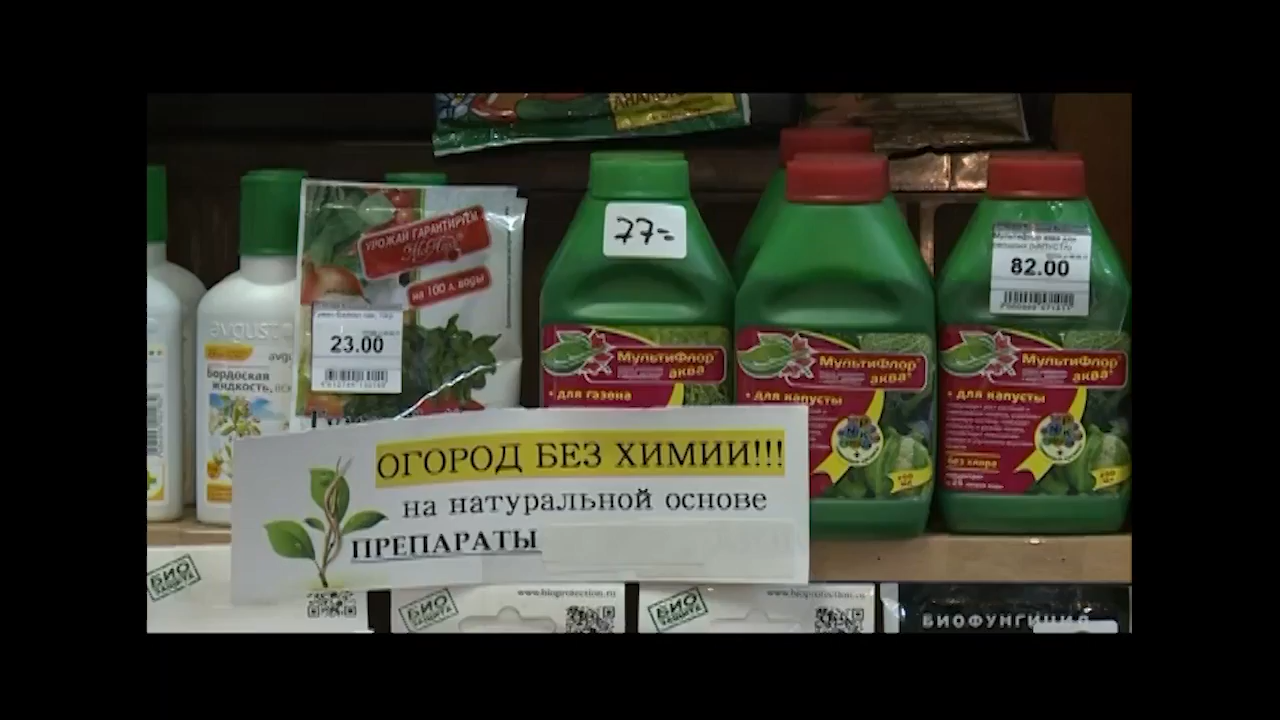 УРОЖАЙ ГАРАНТИРУЕМ
на 100 л. воды
23.00
avgust
Бордоская
жидкость,
77=
МультиФлор®
аква®
• для газона
МультиФлор®
аква®
• для капусты
82.00
МультиФлор®
аква®
• для капусты
без хлора
ОГОРОД БЕЗ ХИМИИ!!!
на натуральной основе
ПРЕПАРАТЫ
БИО
ЗАЩИТА
БИО
ЗАЩИТА
www.bioprotection.ru
БИО
ЗАЩИТА
www.bioprotection.ru
БИОФУНГИЦИД